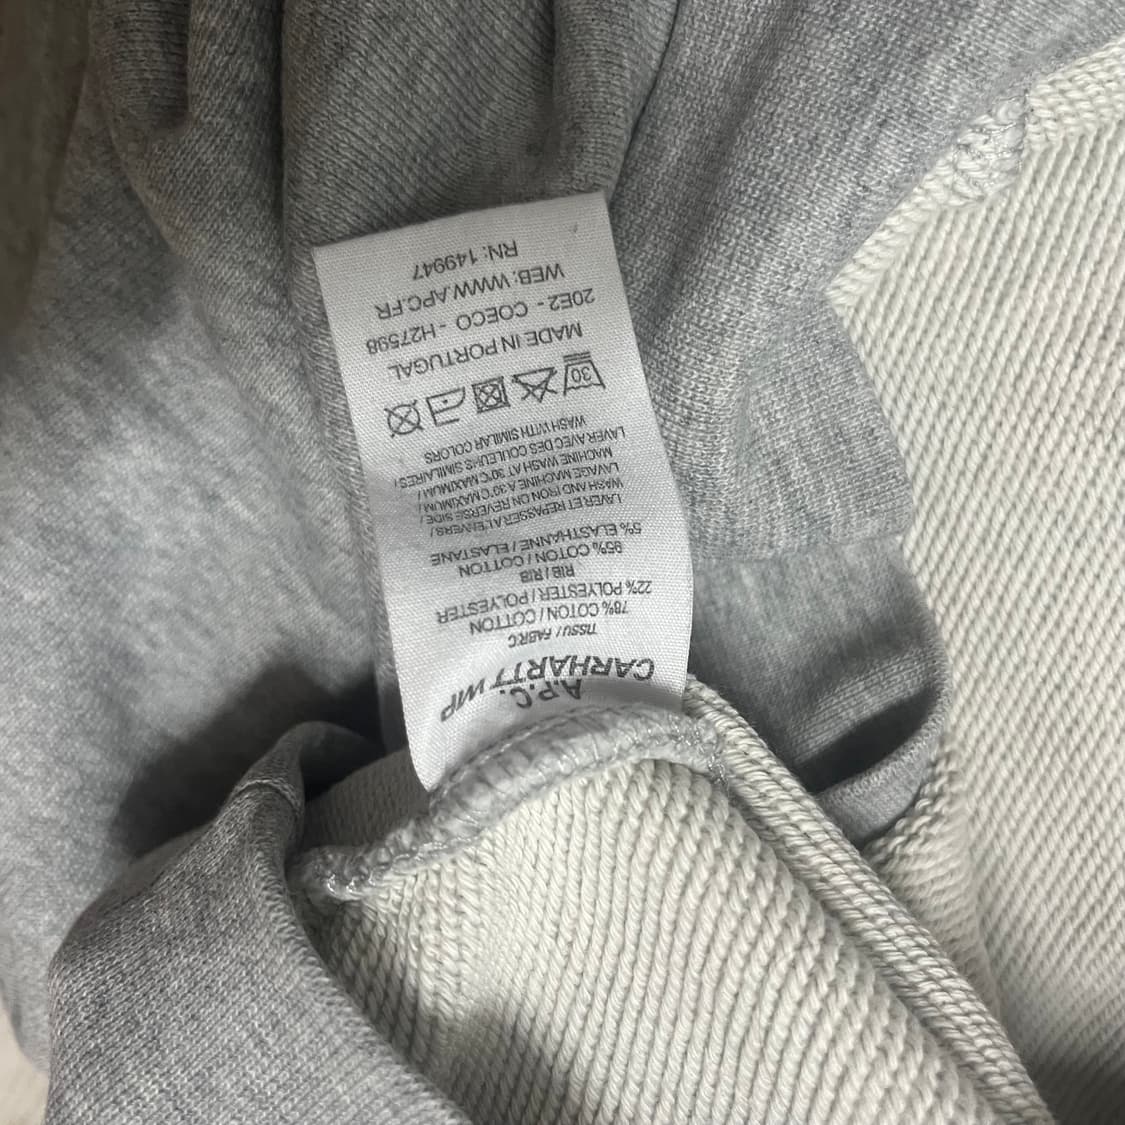 A.P.C.
CARHARTT WIP
TISSU / FABRC
78% COTON / COTTON
22% POLYESTER / POLYESTER
RIB / RIB
95% COTON / COTTON
5% ELASTHANNE / ELASTANE
LAVER ET REPASSER A L'ENVERS /
WASH AND IRON ON REVERSE SIDE /
LAVAGE MACHINE A 30°C MAXIMUM /
MACHINE WASH AT 30°C MAXIMUM /
LAVER AVEC DES COULEURS SIMILAIRES /
WASH WITH SIMILAR COLORS
30
MADE IN PORTUGAL
20E2 - COECO - H27598
WEB: WWW.APC.FR
RN: 149947